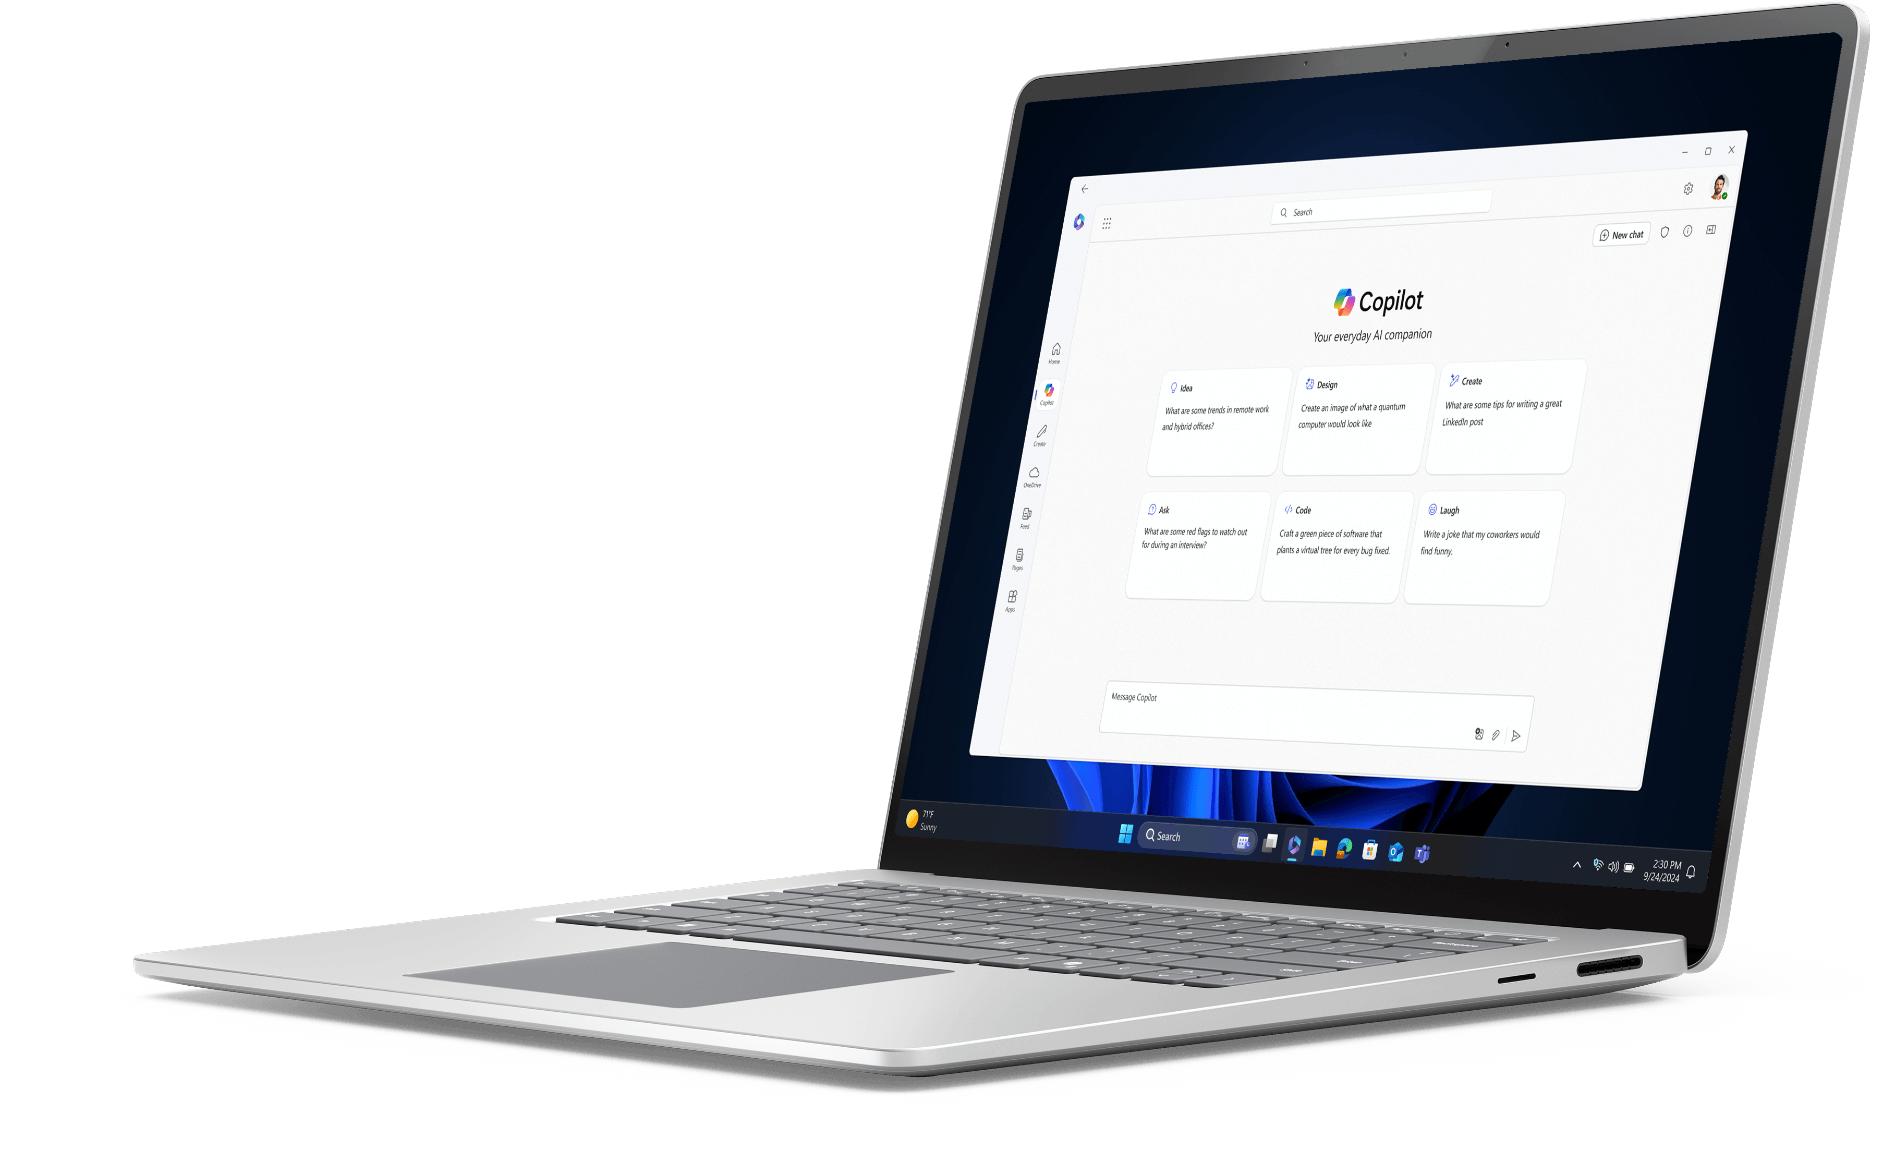 Search
New chat
Copilot
Your everyday AI companion
Home
Copilot
Create
OneDrive
Feed
Pages
Apps
Idea
What are some trends in remote work
and hybrid offices?
Design
Create an image of what a quantum
computer would look like
Create
What are some tips for writing a great
LinkedIn post
Ask
What are some red flags to watch out
for during an interview?
Code
Craft a green piece of software that
plants a virtual tree for every bug fixed.
Laugh
Write a joke that my coworkers would
find funny.
Message Copilot
71°F
Sunny
Search
2:30 PM
9/24/2024